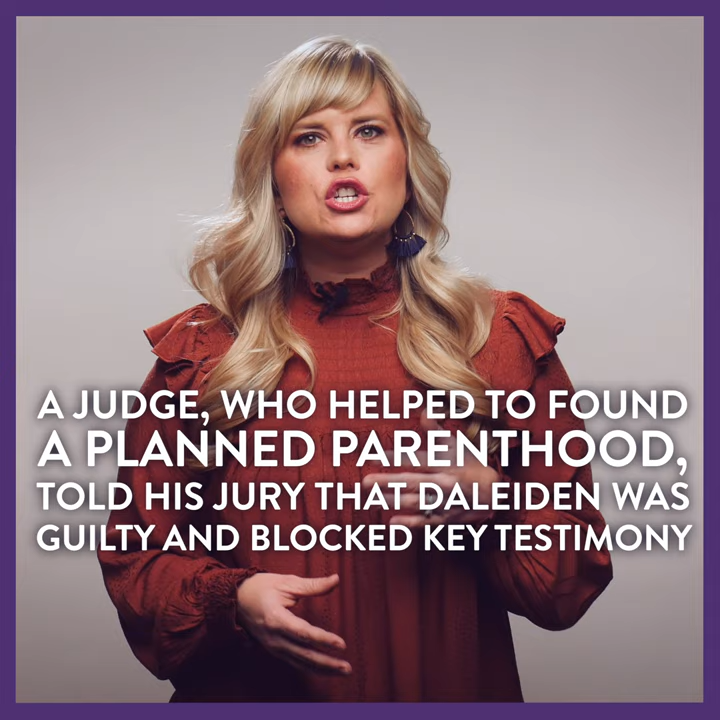 A JUDGE, WHO HELPED TO FOUND
A PLANNED PARENTHOOD,
TOLD HIS JURY THAT DALEIDEN WAS
GUILTY AND BLOCKED KEY TESTIMONY